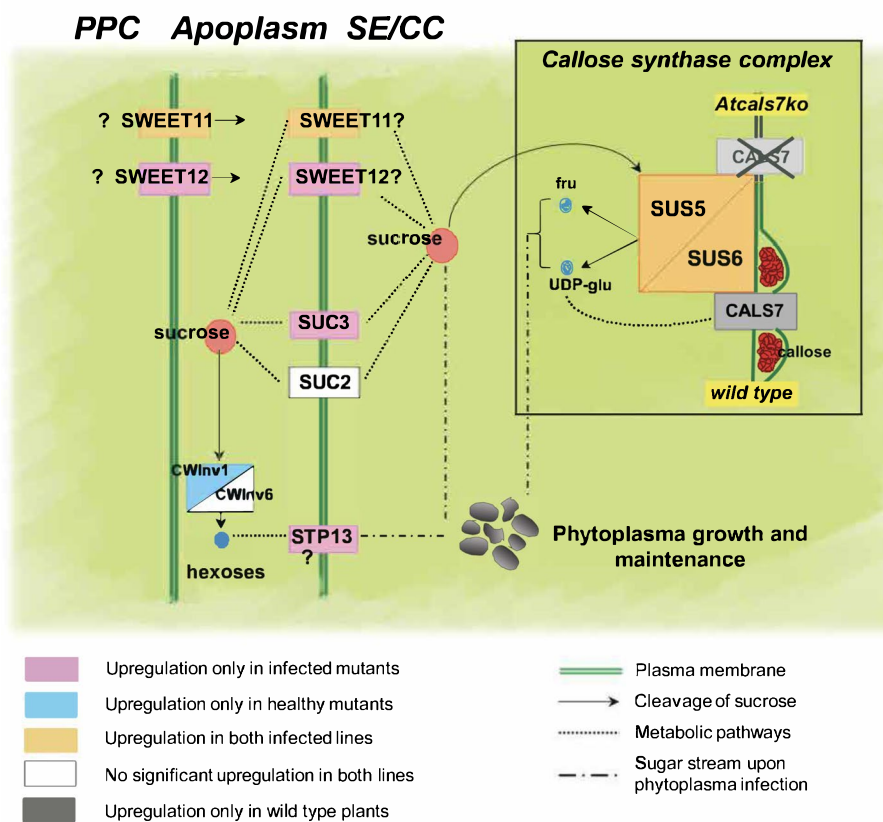 PPC Apoplasm SE/CC
Callose synthase complex
Atcals7ko
? SWEET11
SWEET11?
CALS7
? SWEET12
SWEET12?
fru
SUS5
sucrose
SUS6
UDP-glu
SUC3
CALS7
sucrose
callose
SUC2
wild type
CWInv1
CWInv6
STP13
?
Phytoplasma growth and
maintenance
hexoses
Upregulation only in infected mutants
Upregulation only in healthy mutants
Upregulation in both infected lines
No significant upregulation in both lines
Upregulation only in wild type plants
Plasma membrane
Cleavage of sucrose
Metabolic pathways
Sugar stream upon
phytoplasma infection